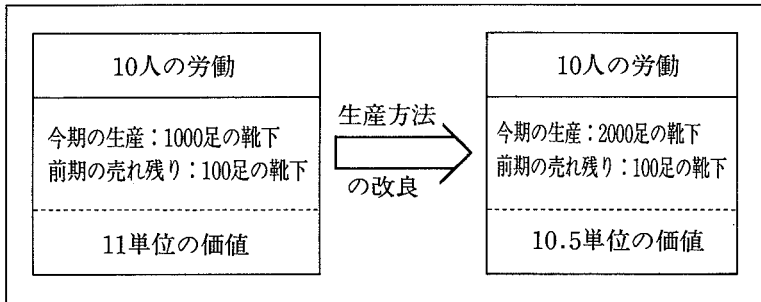 10人の労働
今期の生産：1000足の靴下
前期の売れ残り：100足の靴下
11単位の価値
生産方法
の改良
10人の労働
今期の生産：2000足の靴下
前期の売れ残り：100足の靴下
10.5単位の価値